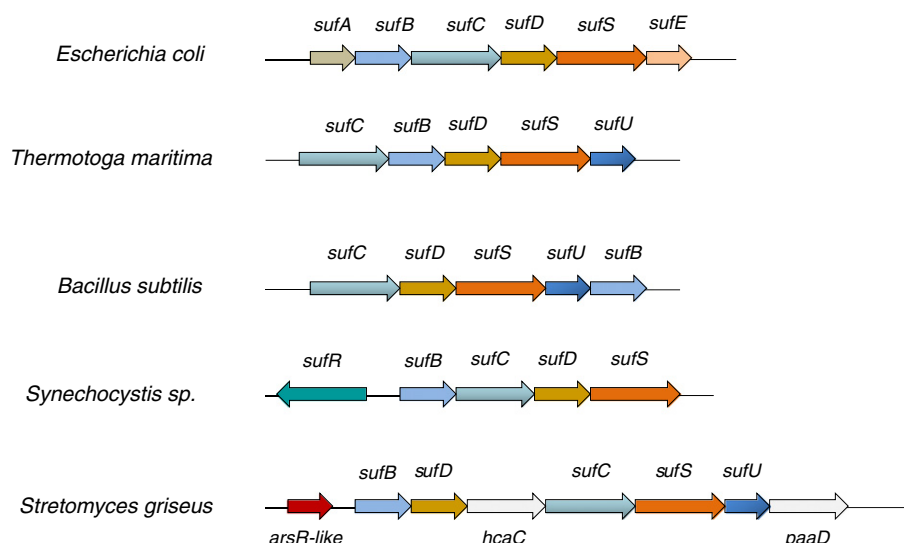 sufA sufB sufC sufD sufS sufE
Escherichia coli
sufC sufB sufD sufS sufU
Thermotoga maritima
sufC sufD sufS sufU sufB
Bacillus subtilis
sufR sufB sufC sufD sufS
Synechocystis sp.
sufB sufD sufC sufS sufU
Stretomyces griseus
arsR-like hcaC paaD